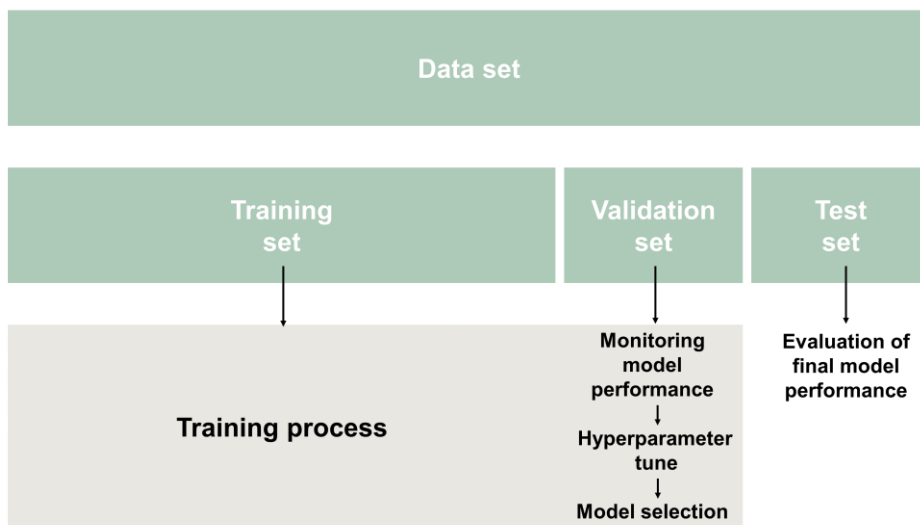 Data set
Training
set
Validation
set
Test
set
Training process
Monitoring
model
performance
Hyperparameter
tune
Model selection
Evaluation of
final model
performance